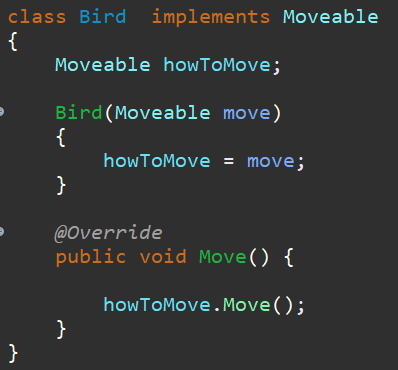 class Bird  implements Moveable
{
    Moveable howToMove;

    Bird(Moveable move)
    {
        howToMove = move;
    }

    @Override
    public void Move() {

        howToMove.Move();
    }
}